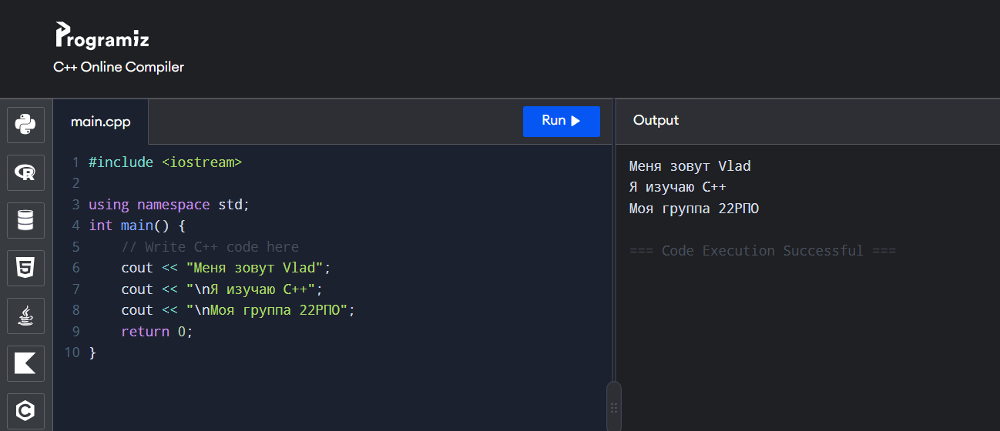 Programiz
C++ Online Compiler
main.cpp
Run
Output
1 #include <iostream>
2
3 using namespace std;
4 int main() {
5     // Write C++ code here
6     cout << "Меня зовут Vlad";
7     cout << "\nЯ изучаю C++";
8     cout << "\nМоя группа 22РПО";
9     return 0;
10 }
Меня зовут Vlad
Я изучаю C++
Моя группа 22РПО
=== Code Execution Successful ===
R
5
C